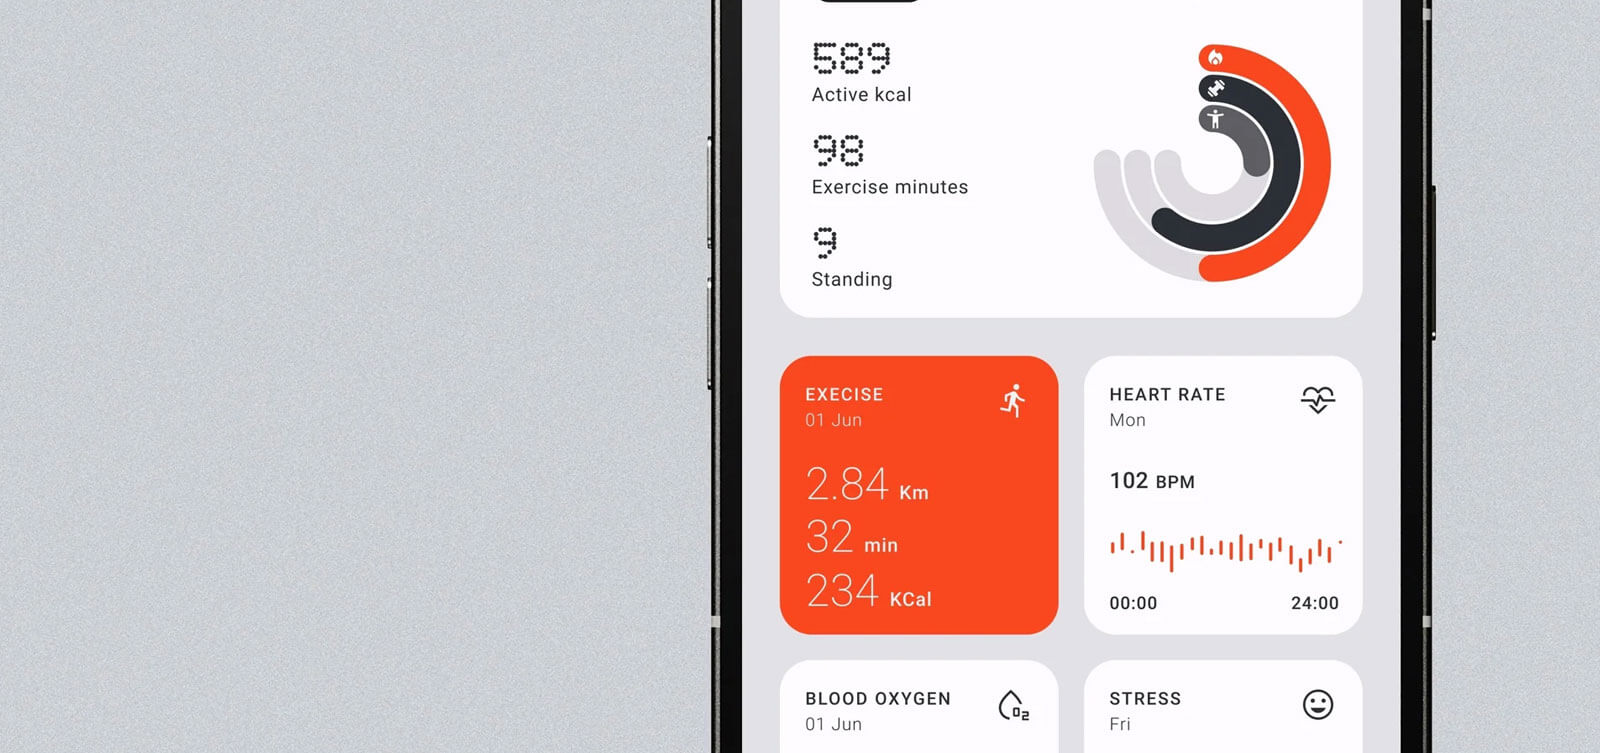 589
Active kcal
98
Exercise minutes
9
Standing
EXECISE
01 Jun
2.84 Km
32 min
234 KCal
HEART RATE
Mon
102 BPM
00:00 24:00
BLOOD OXYGEN
01 Jun
O2
STRESS
Fri